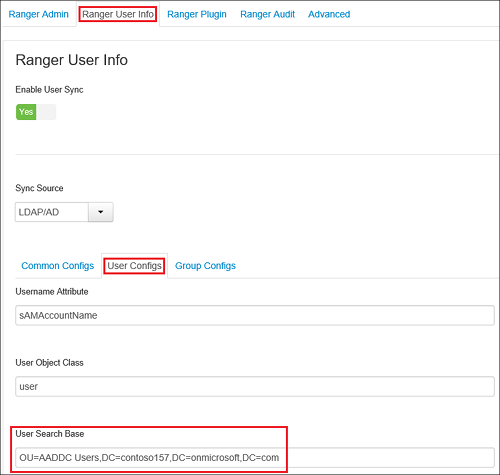 Ranger Admin Ranger User Info Ranger Plugin Ranger Audit Advanced
Ranger User Info
Enable User Sync
Yes
Sync Source
LDAP/AD
Common Configs User Configs Group Configs
Username Attribute
sAMAccountName
User Object Class
user
User Search Base
OU=AADDC Users,DC=contoso157,DC=onmicrosoft,DC=com